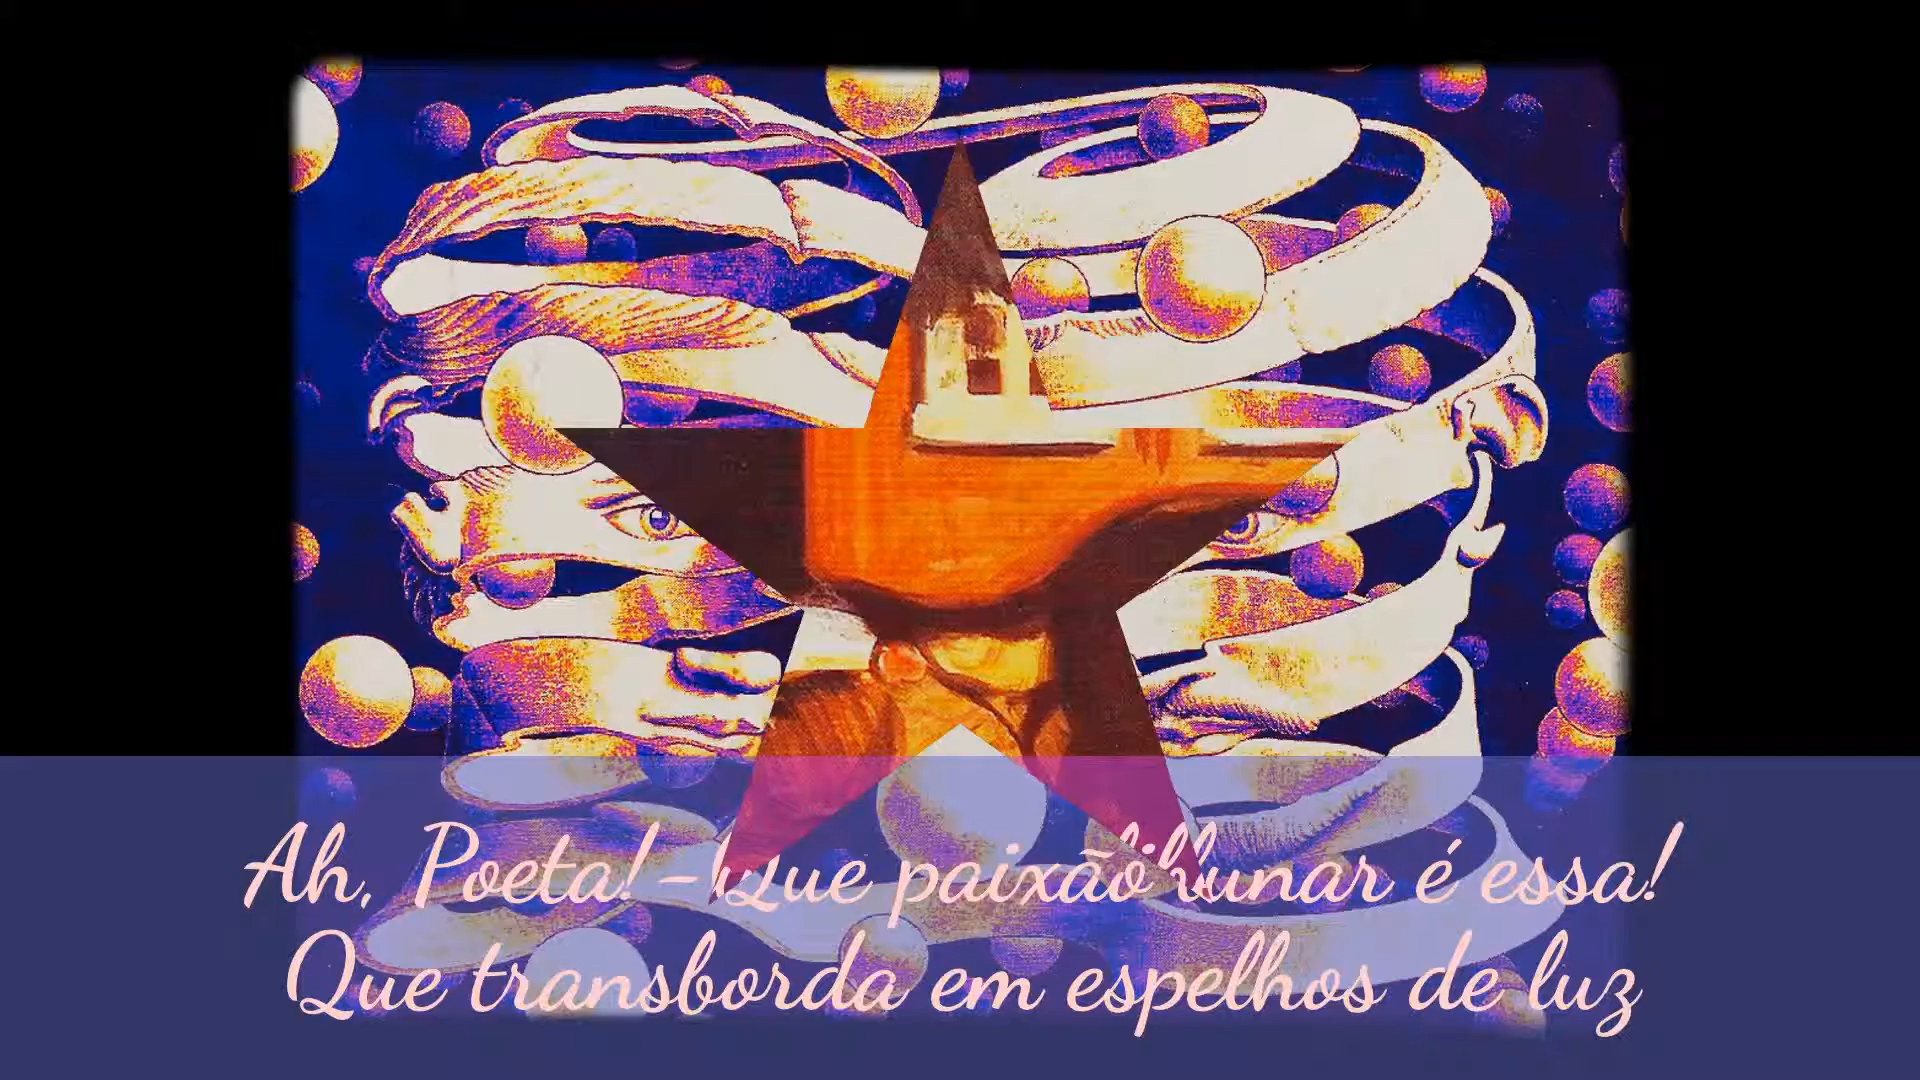 Ah, Poeta! - Que paixão lunar é essa!
Que transborda em espelhos de luz